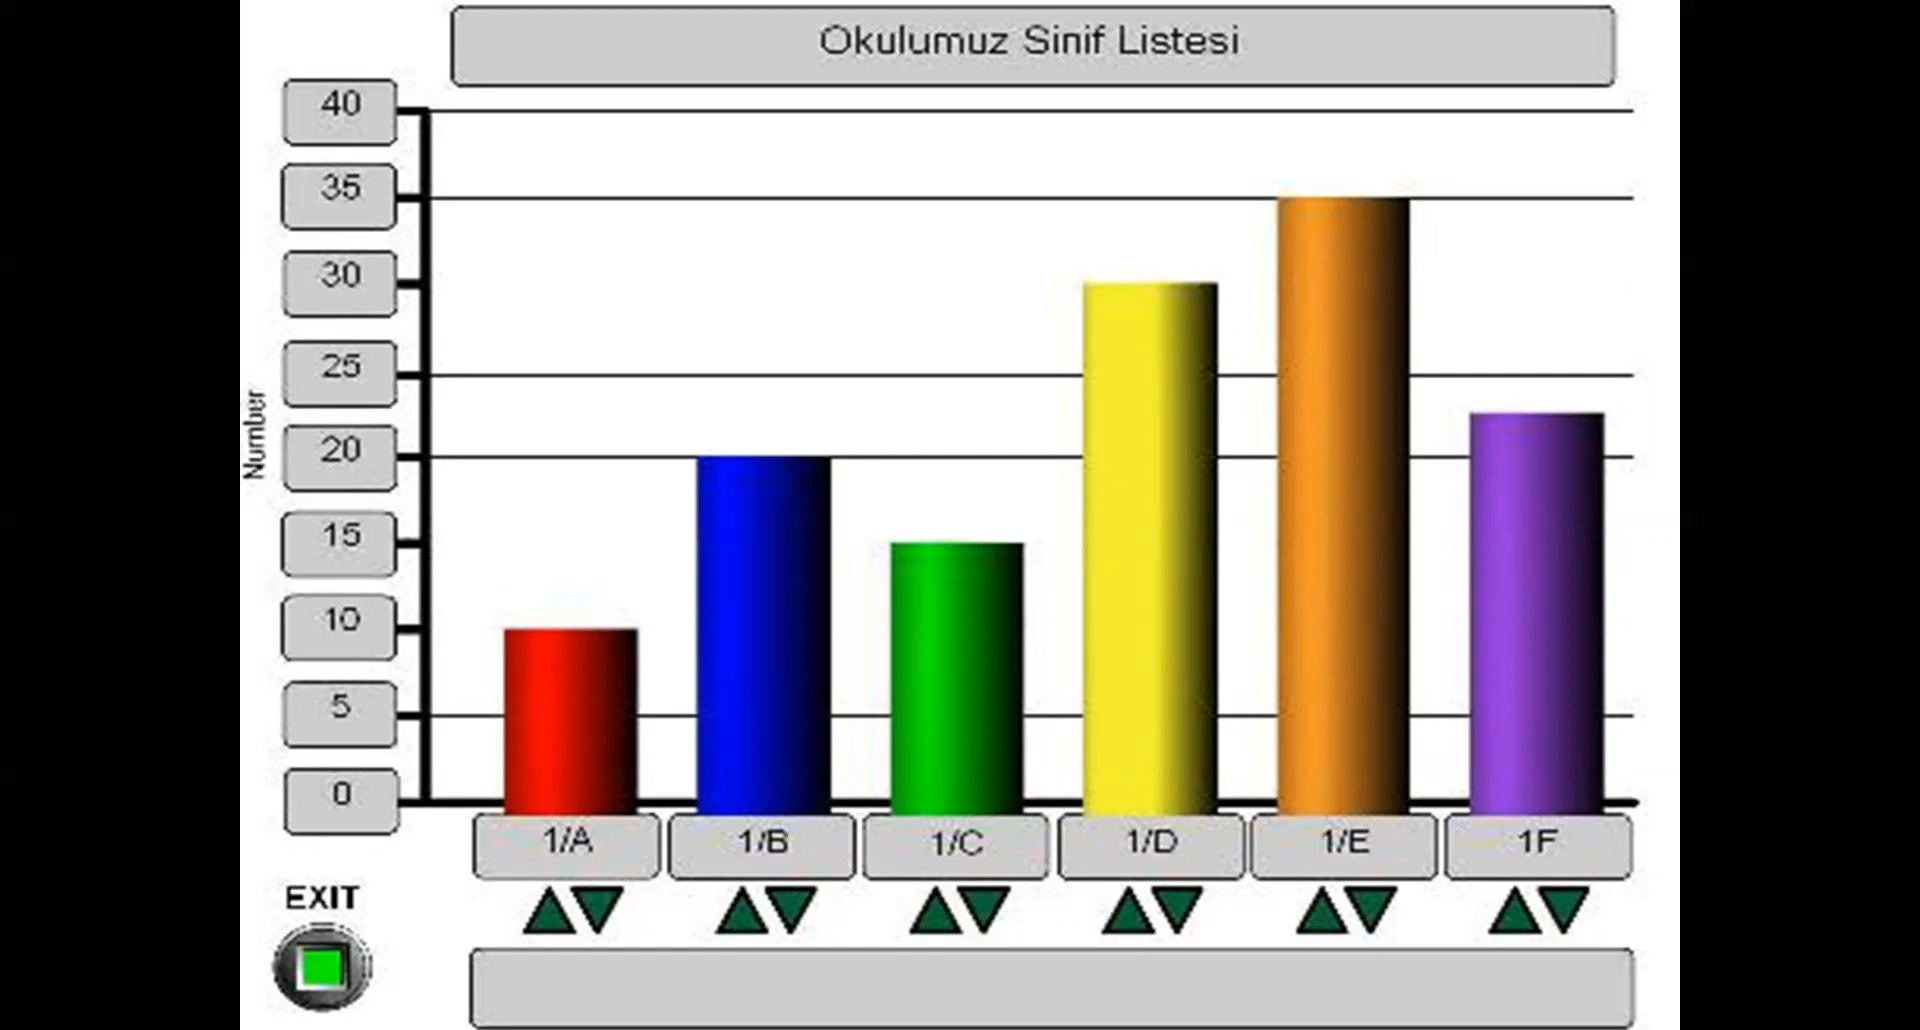 Okulumuz Sinif Listesi
40
35
30
25
20
15
10
5
0
Number
1/A
1/B
1/C
1/D
1/E
1F
EXIT